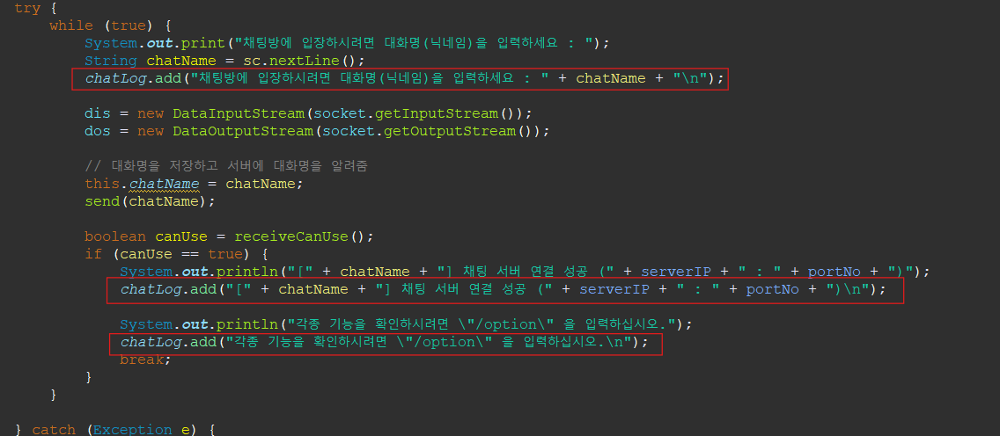 try {
while (true) {
System.out.print("채팅방에 입장하시려면 대화명(닉네임)을 입력하세요 : ");
String chatName = sc.nextLine();
chatLog.add("채팅방에 입장하시려면 대화명(닉네임)을 입력하세요 : " + chatName + "\n");
dis = new DataInputStream(socket.getInputStream());
dos = new DataOutputStream(socket.getOutputStream());
// 대화명을 저장하고 서버에 대화명을 알려줌
this.chatName = chatName;
send(chatName);
boolean canUse = receiveCanUse();
if (canUse == true) {
System.out.println("[" + chatName + "] 채팅 서버 연결 성공 (" + serverIP + " : " + portNo + ")");
chatLog.add("[" + chatName + "] 채팅 서버 연결 성공 (" + serverIP + " : " + portNo + ")\n");
System.out.println("각종 기능을 확인하시려면 \"/option\" 을 입력하십시오.");
chatLog.add("각종 기능을 확인하시려면 \"/option\" 을 입력하십시오.\n");
break;
}
}
} catch (Exception e) {